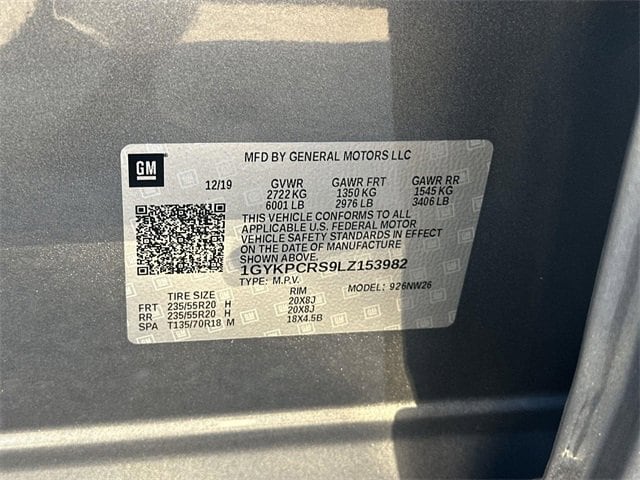 GM
MFD BY GENERAL MOTORS LLC
12/19 GVWR GAWR FRT GAWR RR
2722 KG 1350 KG 1545 KG
6001 LB 2976 LB 3406 LB
THIS VEHICLE CONFORMS TO ALL
APPLICABLE U.S. FEDERAL MOTOR
VEHICLE SAFETY STANDARDS IN EFFECT
ON THE DATE OF MANUFACTURE
SHOWN ABOVE.
1GYKPCRS9LZ153982
TYPE: M.P.V. MODEL: 926NW26
TIRE SIZE RIM
FRT 235/55R20 H 20X8J
RR 235/55R20 H 20X8J
SPA T135/70R18 M 18X4.5B